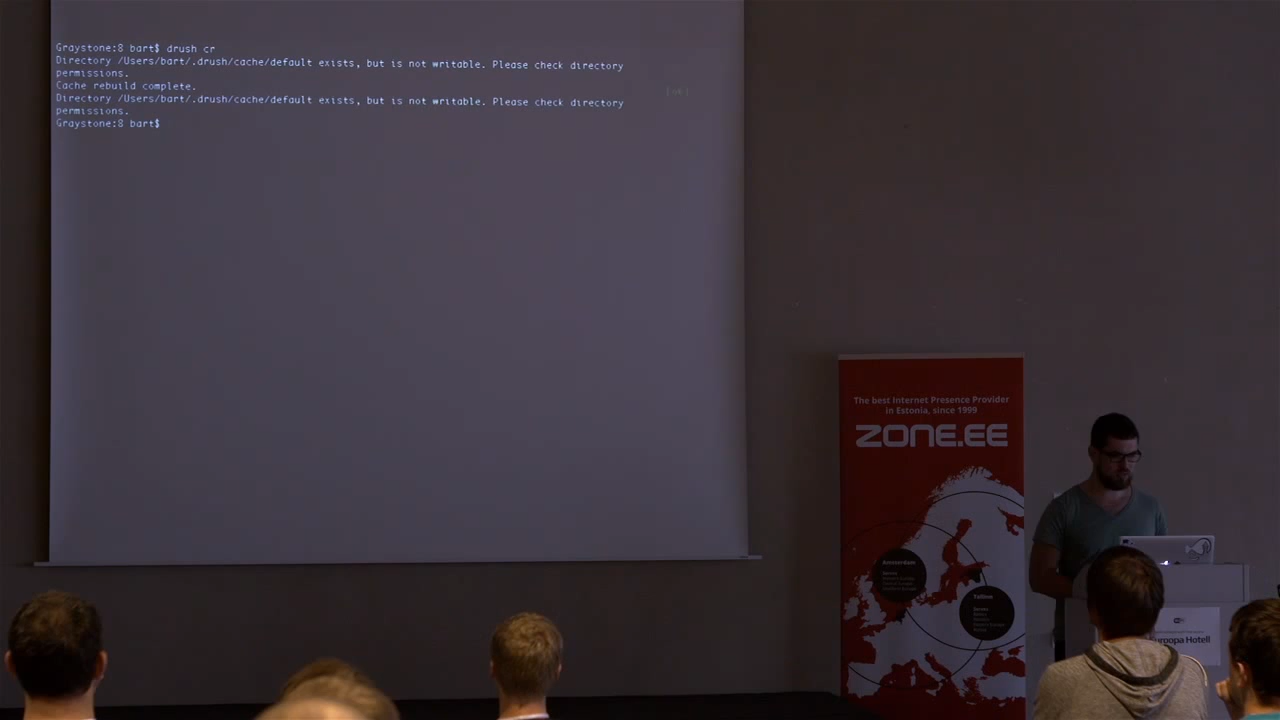 Graystone:8 bart$ drush cr
Directory /Users/bart/.drush/cache/default exists, but is not writable. Please check directory
permissions.
Cache rebuild complete.
[ok]
Directory /Users/bart/.drush/cache/default exists, but is not writable. Please check directory
permissions.
Graystone:8 bart$
The best Internet Presence Provider
in Estonia, since 1999
ZONE.EE
Amsterdam
Tallinn
Euroopa Hotell